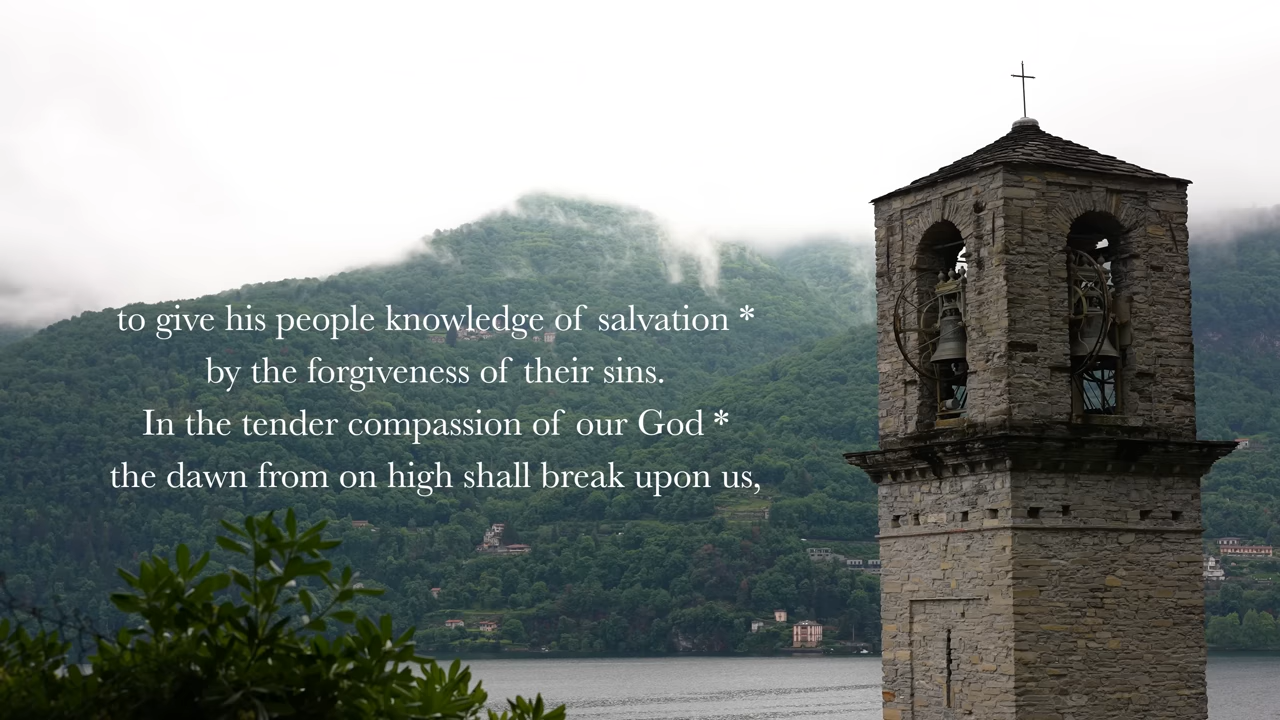 to give his people knowledge of salvation *
by the forgiveness of their sins.
In the tender compassion of our God *
the dawn from on high shall break upon us,